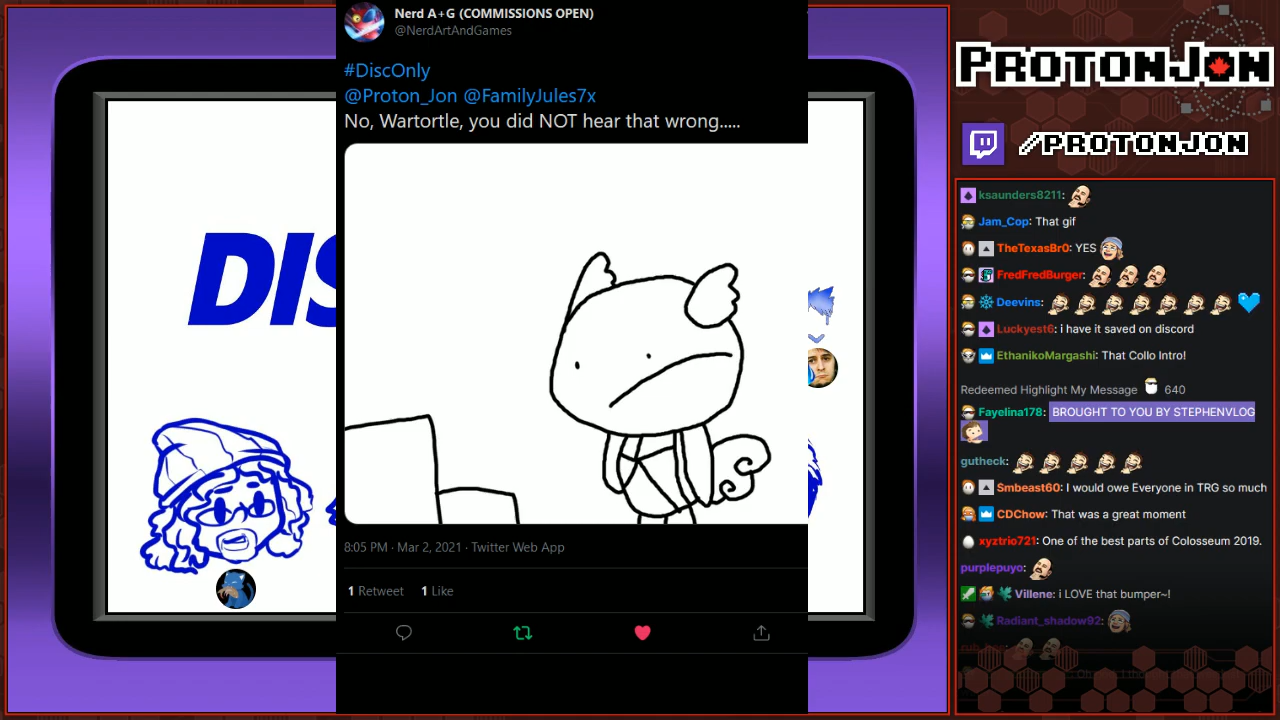 Nerd A+G (COMMISSIONS OPEN)
@NerdArtAndGames
#DiscOnly
@Proton_Jon @FamilyJules7x
No, Wartortle, you did NOT hear that wrong.....
8:05 PM · Mar 2, 2021 · Twitter Web App
1 Retweet 1 Like
DIS
PROTONJON
/PROTONJON
ksaunders8211:
Jam_Cop: That gif
TheTexasBr0: YES
FredFredBurger:
Deevins:
Luckyest6: i have it saved on discord
EthanikoMargashi: That Collo Intro!
Redeemed Highlight My Message 640
Fayelina178: BROUGHT TO YOU BY STEPHENVLOG
gutheck:
Smbeast60: I would owe Everyone in TRG so much
CDChow: That was a great moment
xyztrio721: One of the best parts of Colosseum 2019.
purplepuyo:
Villene: i LOVE that bumper~!
Radiant_shadow92: